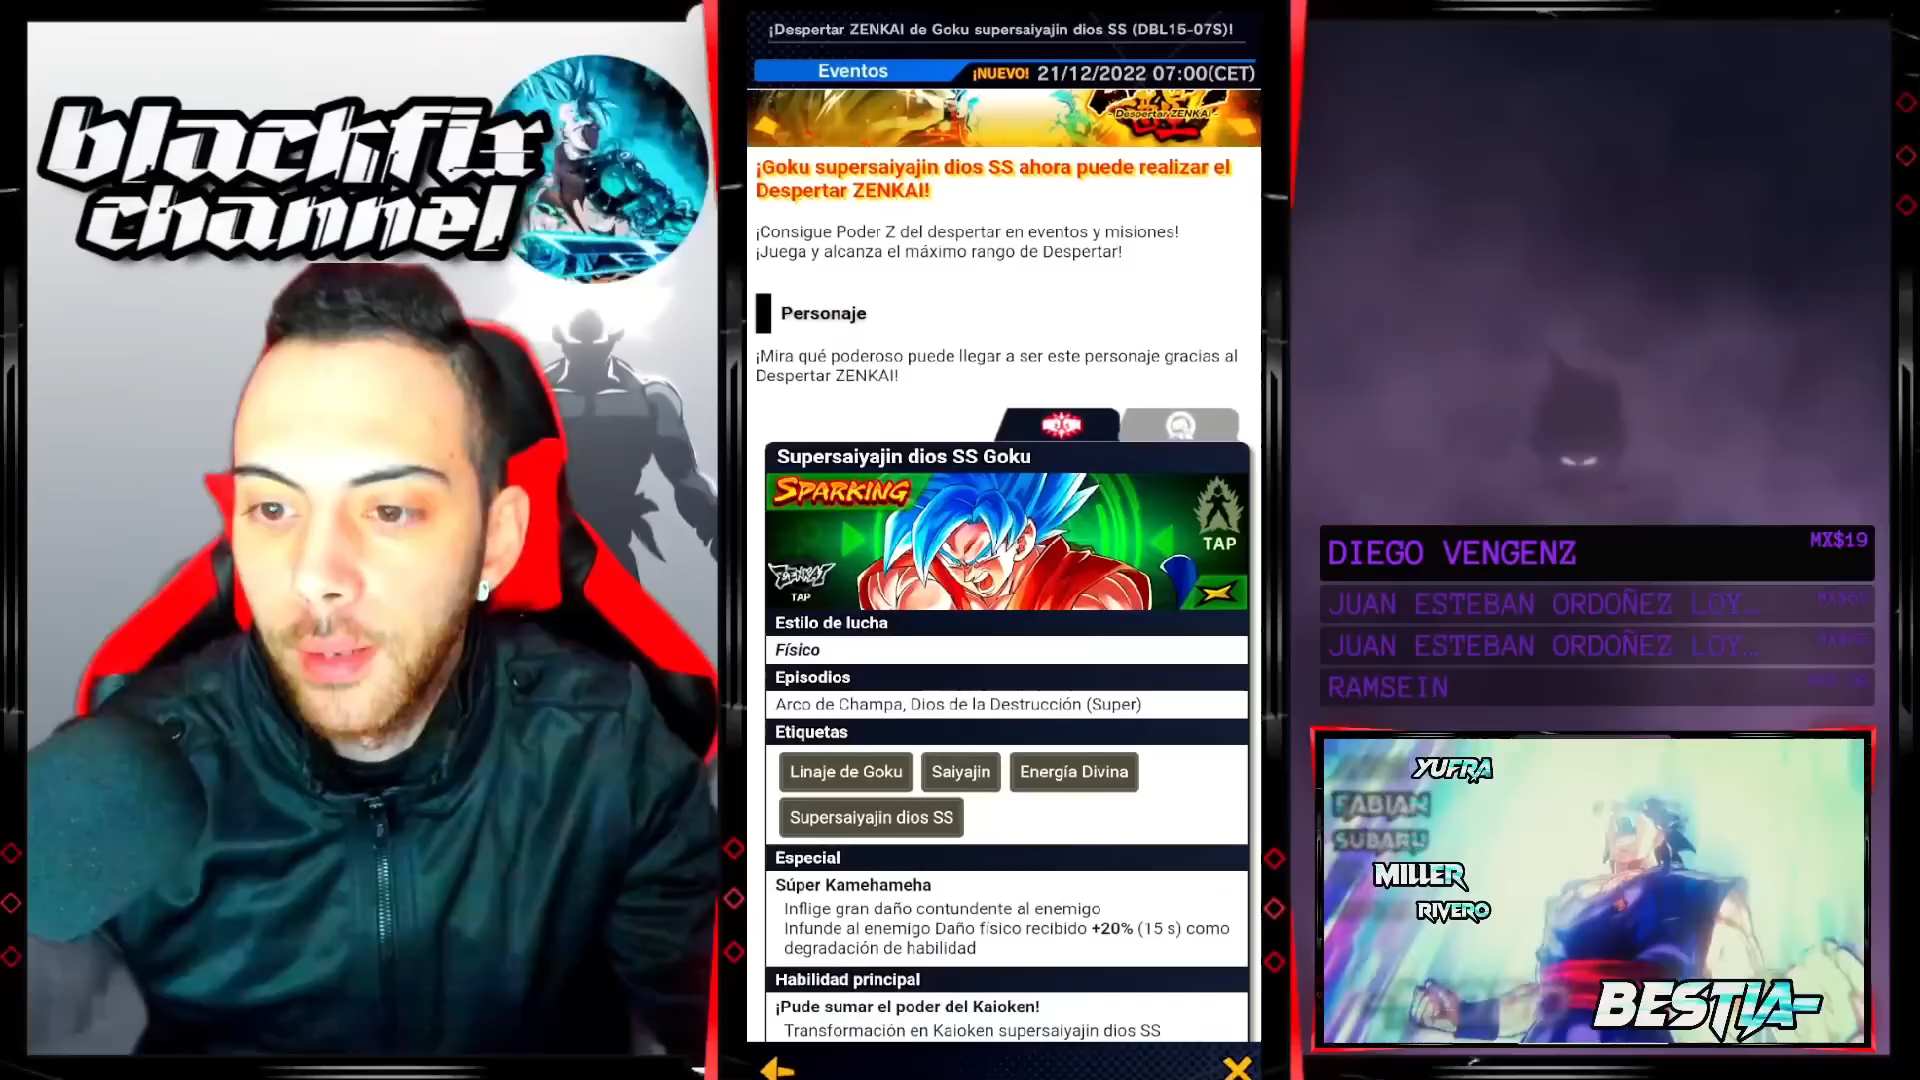 blackfix
channel
¡Despertar ZENKAI de Goku supersaiyajin dios SS (DBL15-07S)!
Eventos
¡NUEVO! 21/12/2022 07:00(CET)
- Despertar ZENKAI -
¡Goku supersaiyajin dios SS ahora puede realizar el
Despertar ZENKAI!
¡Consigue Poder Z del despertar en eventos y misiones!
¡Juega y alcanza el máximo rango de Despertar!
Personaje
¡Mira qué poderoso puede llegar a ser este personaje gracias al
Despertar ZENKAI!
Supersaiyajin dios SS Goku
SPARKING
TAP
ZENKAI
TAP
Estilo de lucha
Físico
Episodios
Arco de Champa, Dios de la Destrucción (Super)
Etiquetas
Linaje de Goku Saiyajin Energía Divina
Supersaiyajin dios SS
Especial
Súper Kamehameha
Inflige gran daño contundente al enemigo
Infunde al enemigo Daño físico recibido +20% (15 s) como
degradación de habilidad
Habilidad principal
¡Pude sumar el poder del Kaioken!
Transformación en Kaioken supersaiyajin dios SS
DIEGO VENGENZ MX$19
JUAN ESTEBAN ORDOÑEZ LOY…
JUAN ESTEBAN ORDOÑEZ LOY…
RAMSEIN
YUFRA
FABIAN
SUBARU
MILLER
RIVERO
BESTIA-